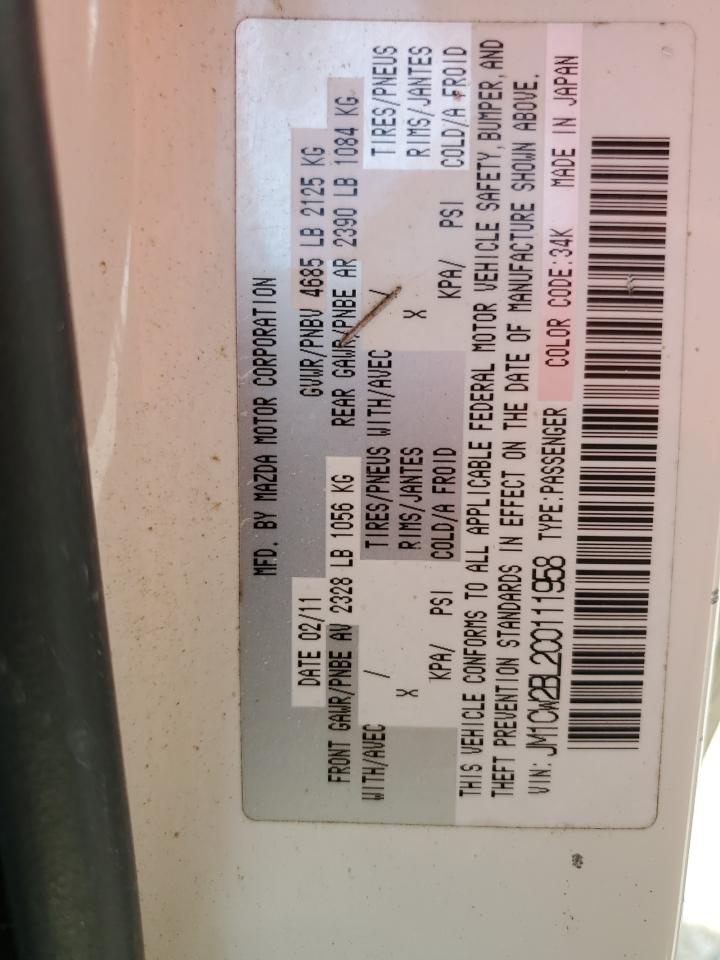 MFD. BY MAZDA MOTOR CORPORATION
DATE 02/11 GVWR/PNBV 4685 LB 2125 KG
FRONT GAWR/PNBE AV 2328 LB 1056 KG REAR GAWR/PNBE AR 2390 LB 1084 KG
WITH/AVEC / TIRES/PNEUS WITH/AVEC / TIRES/PNEUS
X RIMS/JANTES X RIMS/JANTES
KPA/ PSI COLD/A FROID KPA/ PSI COLD/A FROID
THIS VEHICLE CONFORMS TO ALL APPLICABLE FEDERAL MOTOR VEHICLE SAFETY, BUMPER, AND
THEFT PREVENTION STANDARDS IN EFFECT ON THE DATE OF MANUFACTURE SHOWN ABOVE.
VIN: JM1CW2BL200111958 TYPE:PASSENGER COLOR CODE:34K MADE IN JAPAN